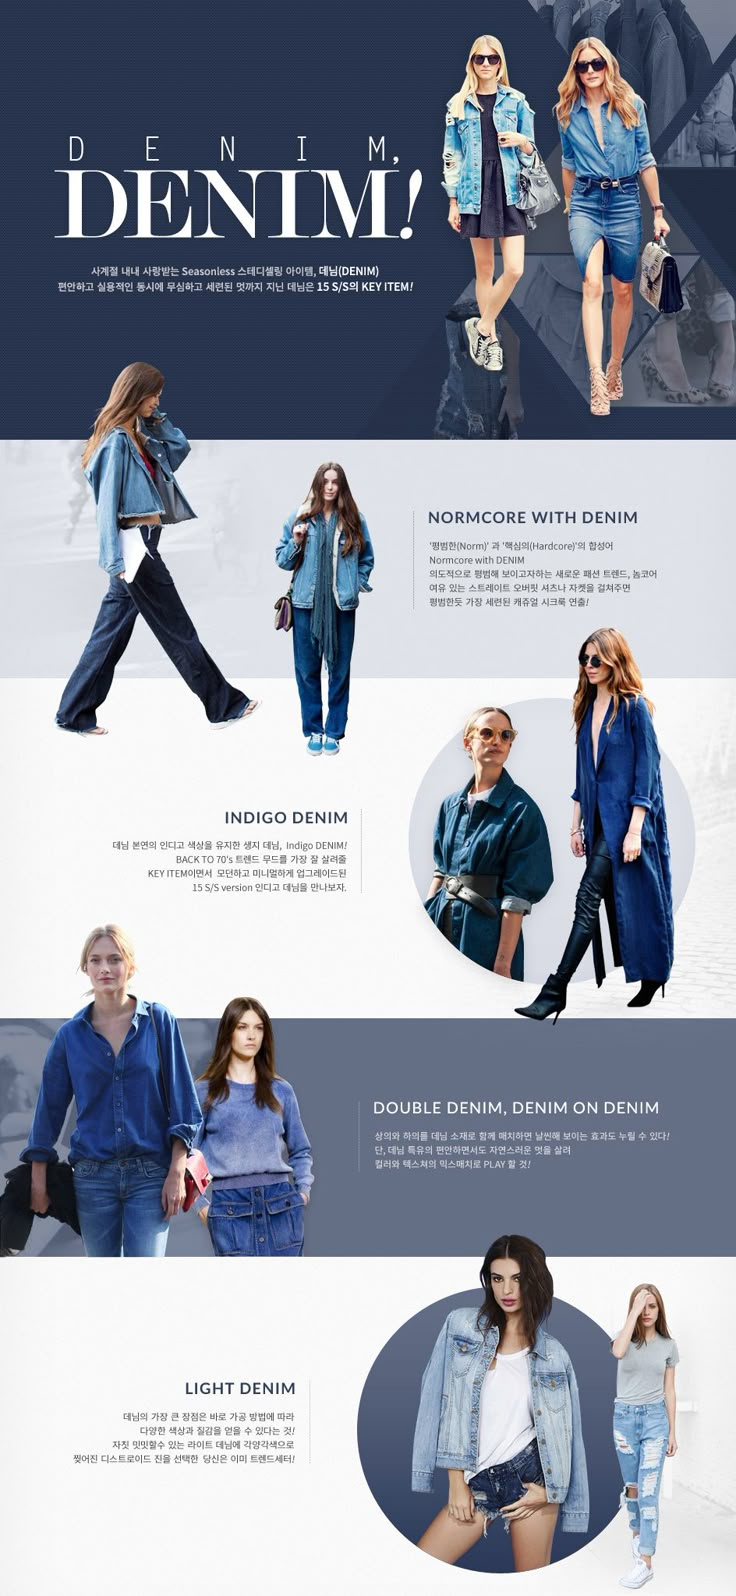 DENIM,
DENIM!
사계절 내내 사랑받는 Seasonless 스테디셀링 아이템, 데님(DENIM)
편안하고 실용적인 동시에 무심하고 세련된 멋까지 지닌 데님은 15 S/S의 KEY ITEM!
NORMCORE WITH DENIM
'평범한(Norm)' 과 '핵심의(Hardcore)'의 합성어
Normcore with DENIM
의도적으로 평범해 보이고자하는 새로운 패션 트렌드, 놈코어
여유 있는 스트레이트 오버핏 셔츠나 자켓을 걸쳐주면
평범한듯 가장 세련된 캐쥬얼 시크룩 연출!
INDIGO DENIM
데님 본연의 인디고 색상을 유지한 생지 데님, Indigo DENIM!
BACK TO 70's 트렌드 무드를 가장 잘 살려줄
KEY ITEM이면서 모던하고 미니멀하게 업그레이드된
15 S/S version 인디고 데님을 만나보자.
DOUBLE DENIM, DENIM ON DENIM
상의와 하의를 데님 소재로 함께 매치하면 날씬해 보이는 효과도 누릴 수 있다!
단, 데님 특유의 편안하면서도 자연스러운 멋을 살려
컬러와 텍스쳐의 믹스매치로 PLAY 할 것!
LIGHT DENIM
데님의 가장 큰 장점은 바로 가공 방법에 따라
다양한 색상과 질감을 얻을 수 있다는 것!
자칫 밋밋할수 있는 라이트 데님에 각양각색으로
찢어진 디스트로이드 진을 선택한 당신은 이미 트렌드세터!